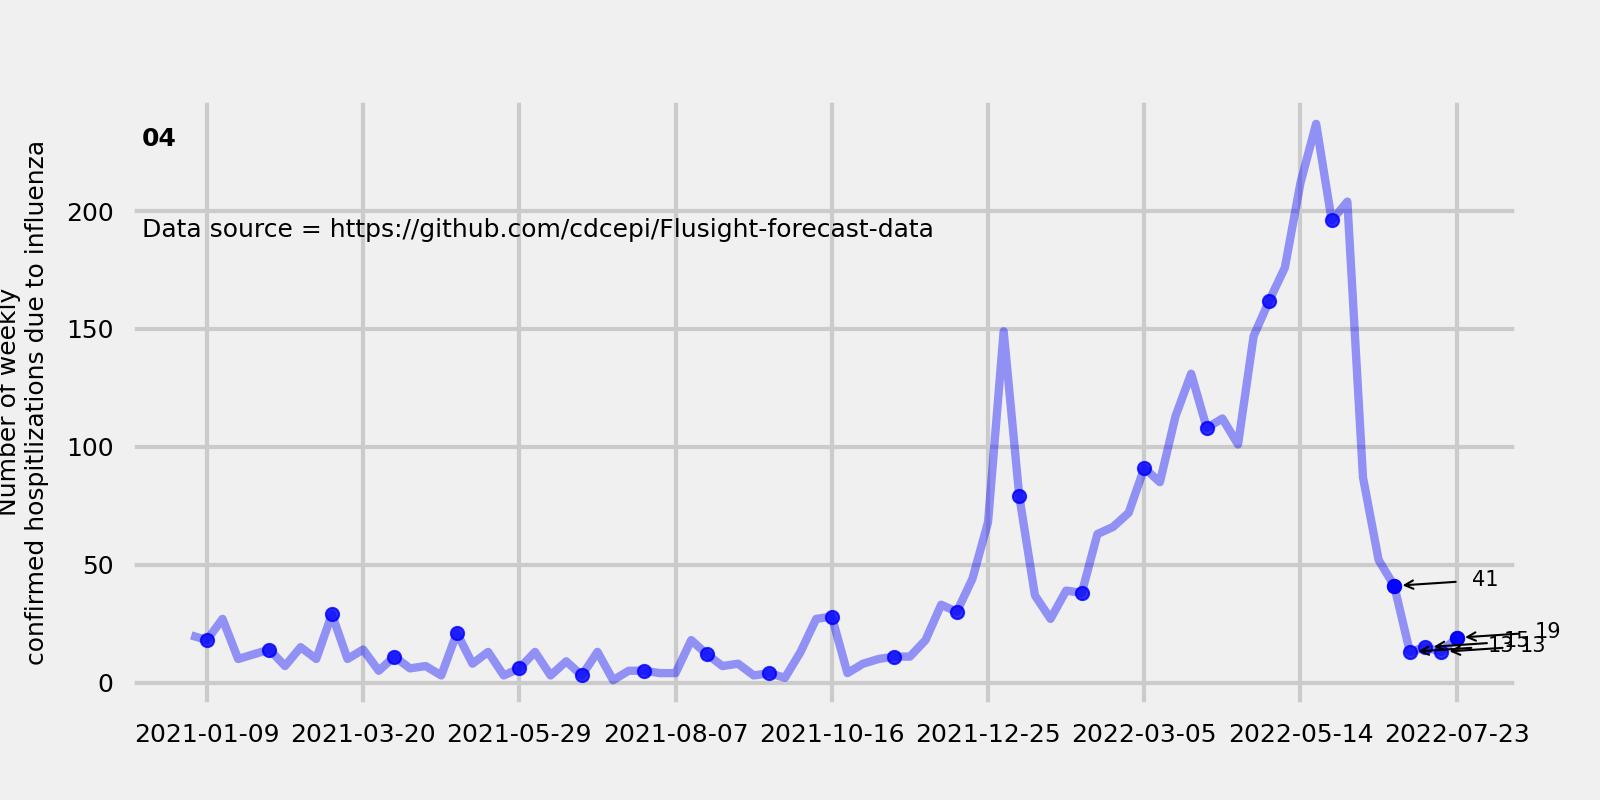 04
Data source = https://github.com/cdcepi/Flusight-forecast-data
Number of weekly
confirmed hospitlizations due to influenza
200
150
100
50
0
41
19
15
13
13
2021-01-09 2021-03-20 2021-05-29 2021-08-07 2021-10-16 2021-12-25 2022-03-05 2022-05-14 2022-07-23